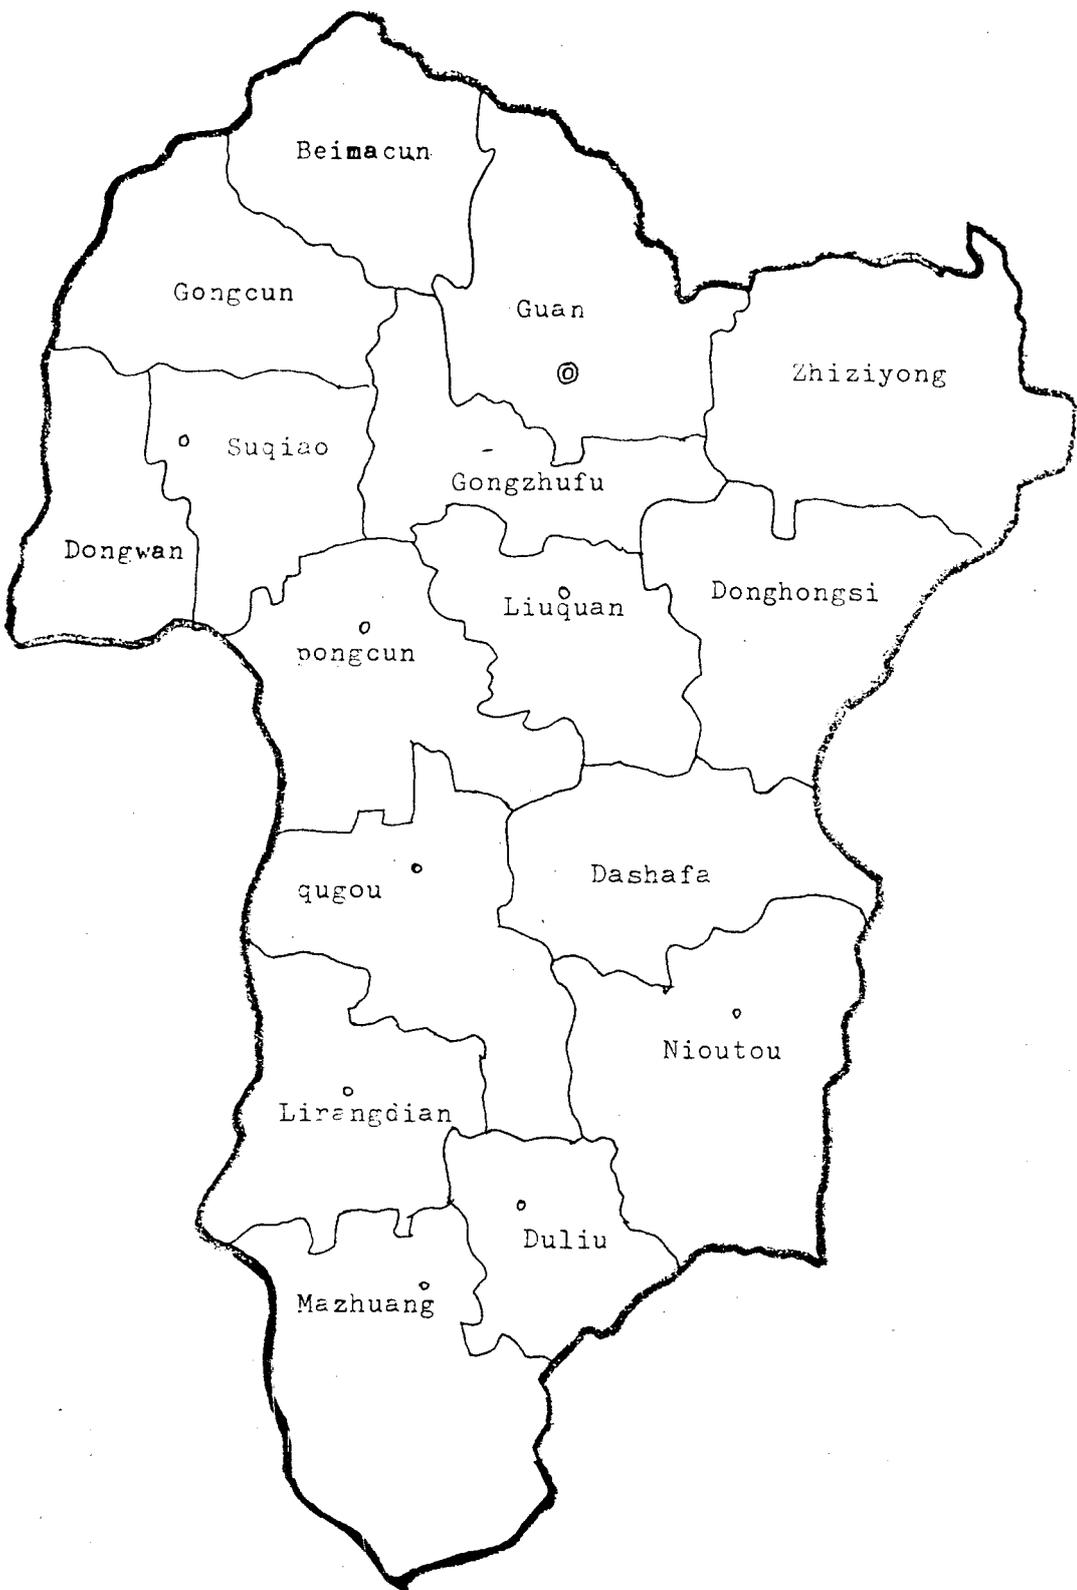 Beimacun
Gongcun
Guan
Zhiziyong
Suqiao
Gongzhufu
Dongwan
Donghongsi
Liuquan
pongcun
Dashafa
qugou
Nioutou
Lirangdian
Duliu
Mazhuang